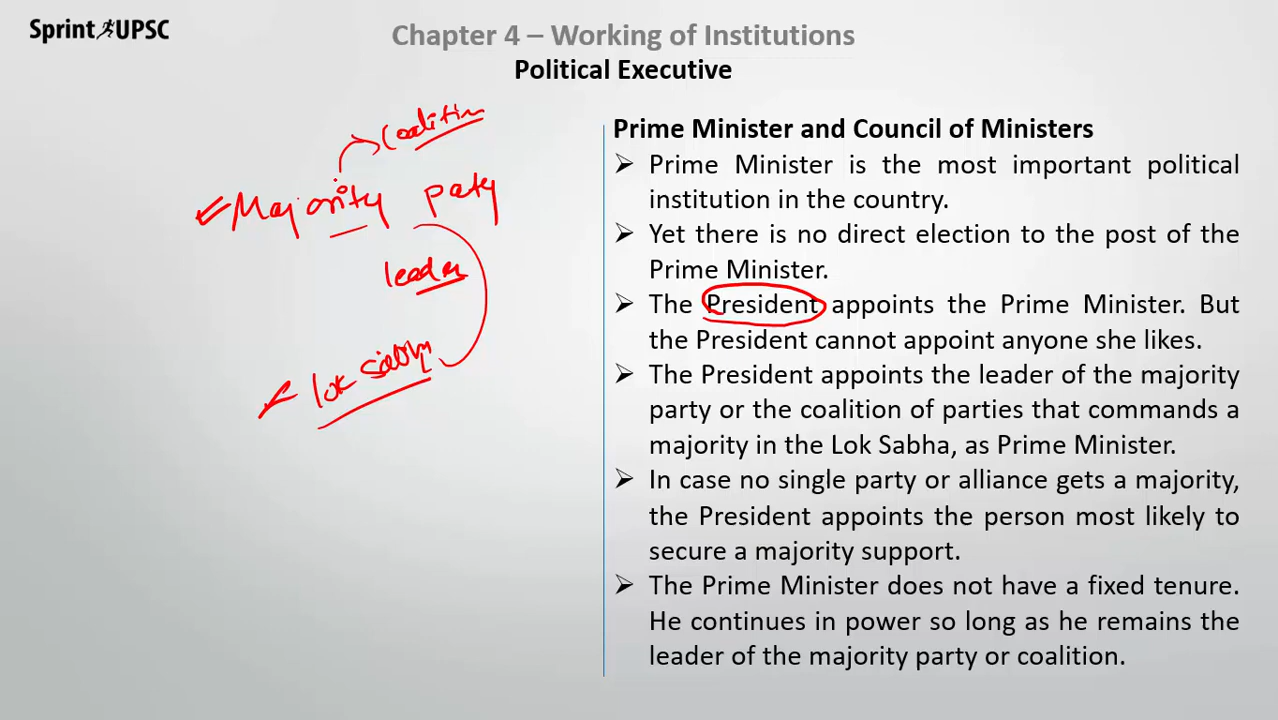 Sprint UPSC
Chapter 4 – Working of Institutions
Political Executive
Coalition
Majority party
leader
lok sabha
Prime Minister and Council of Ministers
➢ Prime Minister is the most important political
institution in the country.
➢ Yet there is no direct election to the post of the
Prime Minister.
➢ The President appoints the Prime Minister. But
the President cannot appoint anyone she likes.
➢ The President appoints the leader of the majority
party or the coalition of parties that commands a
majority in the Lok Sabha, as Prime Minister.
➢ In case no single party or alliance gets a majority,
the President appoints the person most likely to
secure a majority support.
➢ The Prime Minister does not have a fixed tenure.
He continues in power so long as he remains the
leader of the majority party or coalition.